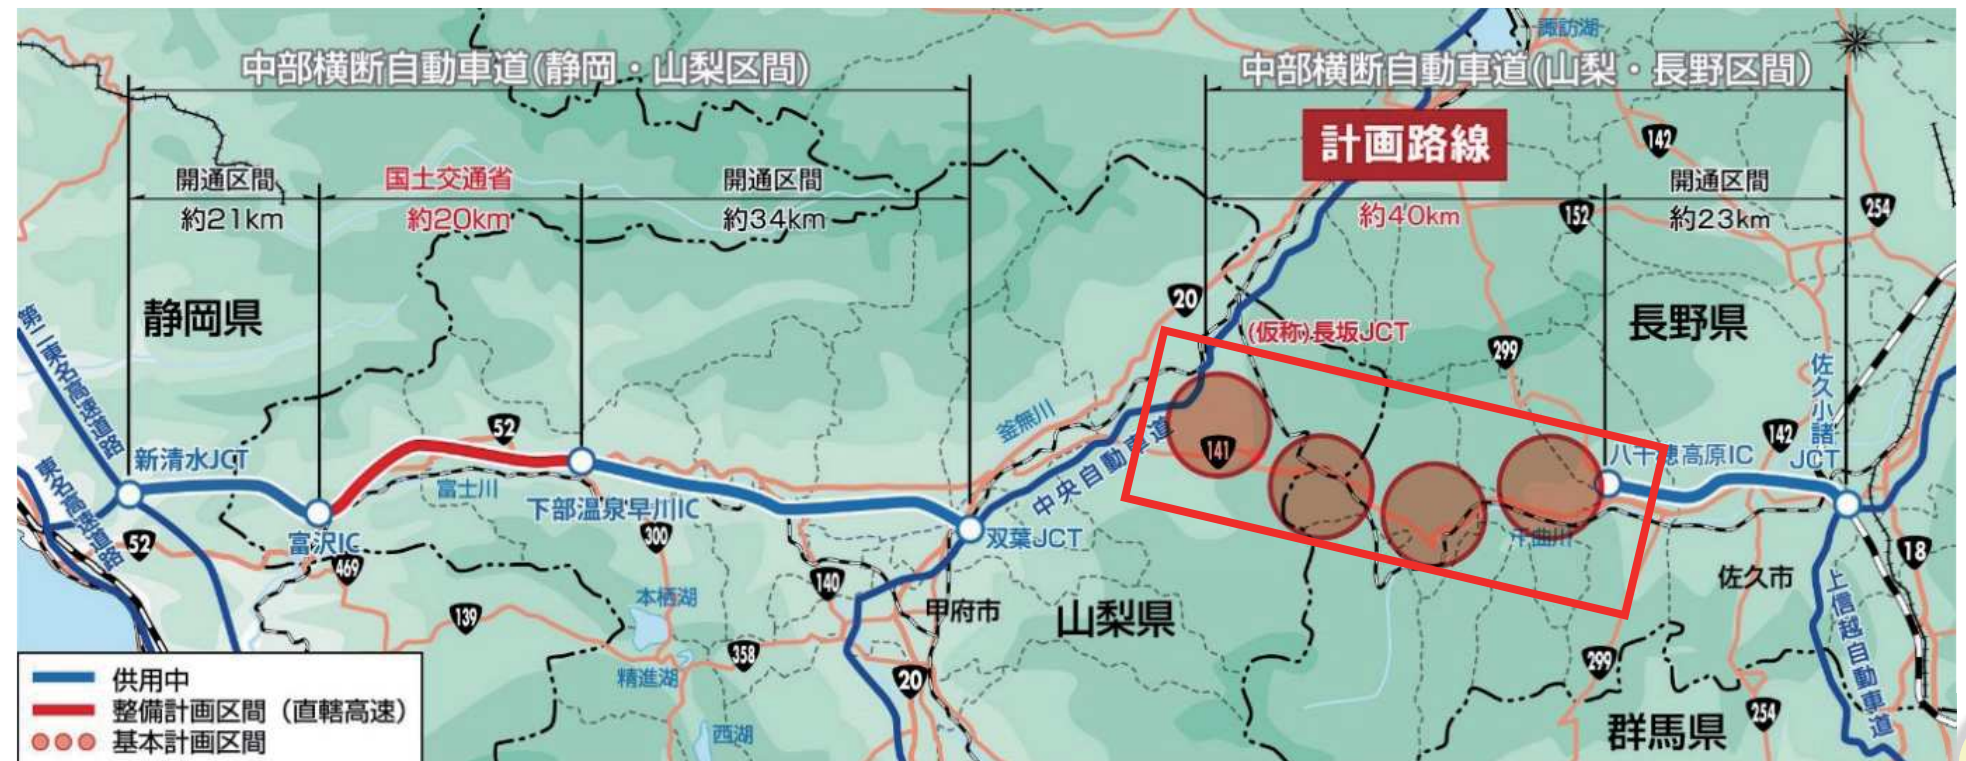 諏訪湖
中部横断自動車道(静岡・山梨区間)
中部横断自動車道(山梨・長野区間)
計画路線
142
開通区間
約21km
国土交通省
約20km
開通区間
約34km
約40km
152
開通区間
約23km
254
静岡県
20
(仮称)長坂JCT
299
長野県
第二東名高速道路
東名高速道路
佐久小諸JCT
新清水JCT
52
釜無川
中央自動車道
141
142
八千穂高原IC
富士川
下部温泉早川IC
富沢IC
52
469
300
双葉JCT
千曲川
18
139
本栖湖
140
甲府市
山梨県
佐久市
上信越自動車道
精進湖
358
20
299
西湖
群馬県
254
供用中
整備計画区間(直轄高速)
基本計画区間